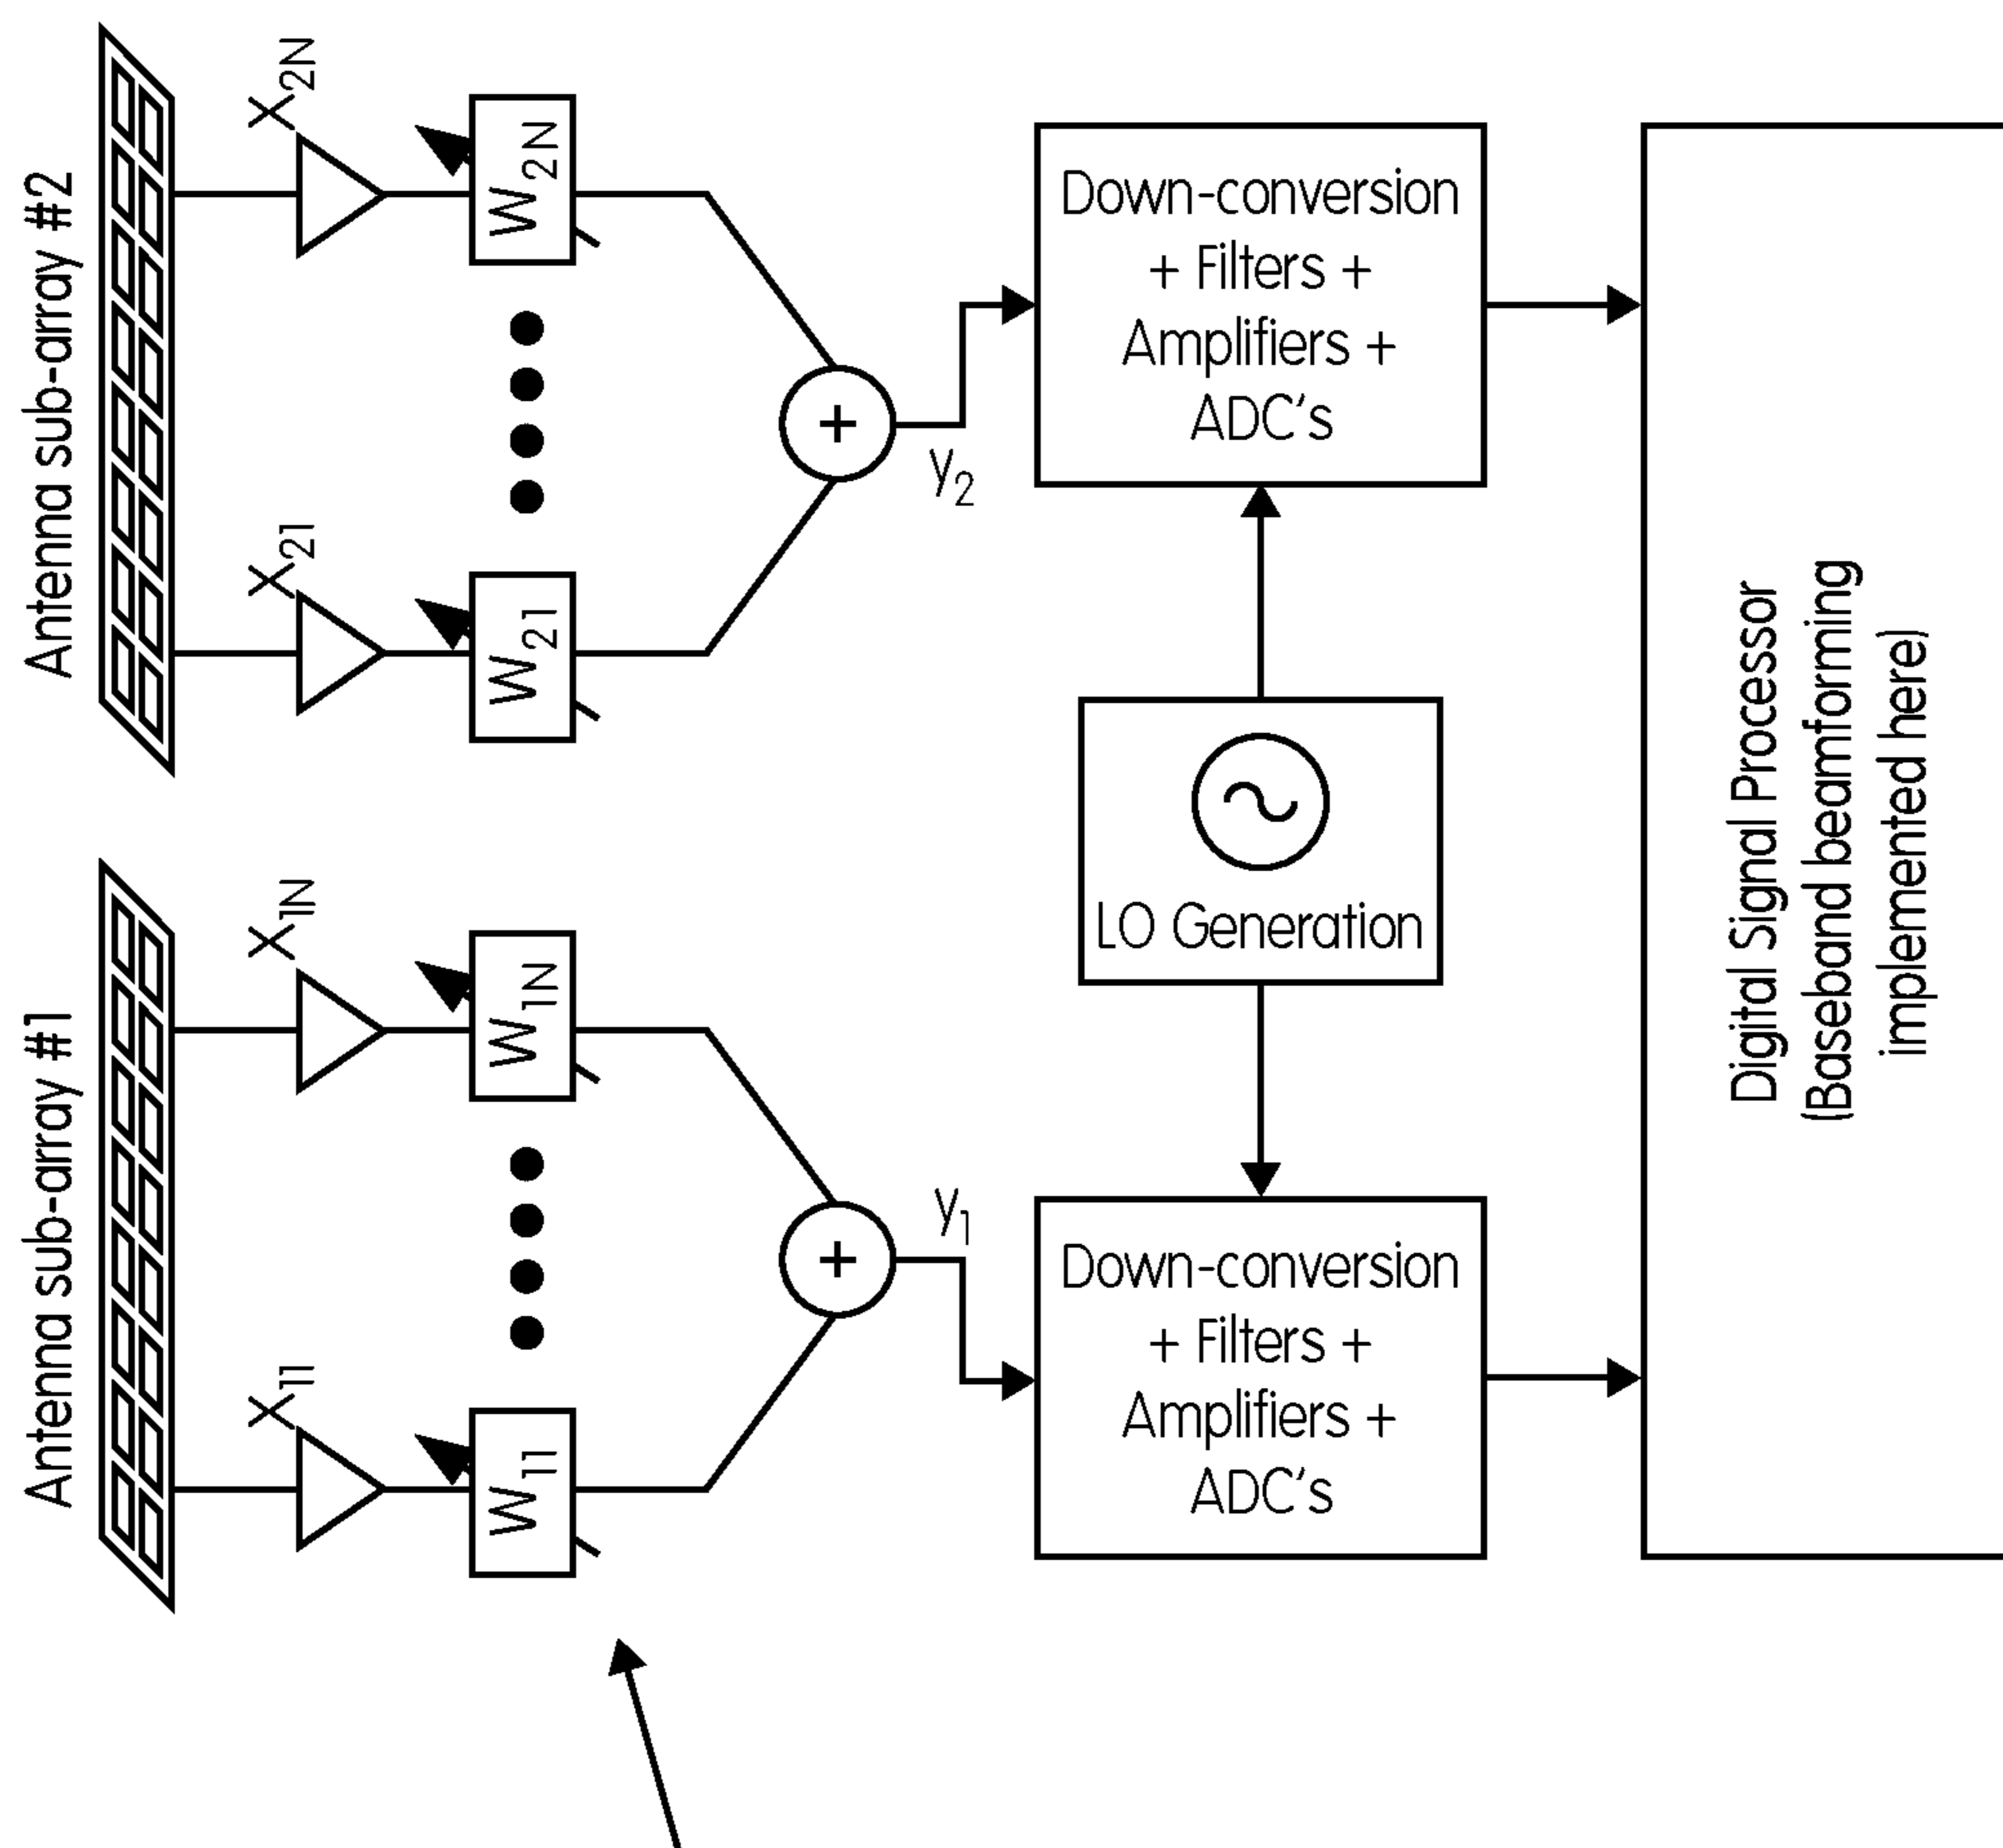 Antenna sub-array #1
Antenna sub-array #2
X11
X1N
X21
X2N
W11
W1N
W21
W2N
+
+
y1
y2
Down-conversion
+ Filters +
Amplifiers +
ADC's
LO Generation
Down-conversion
+ Filters +
Amplifiers +
ADC's
Digital Signal Processor
(Baseband beamforming
implemented here)